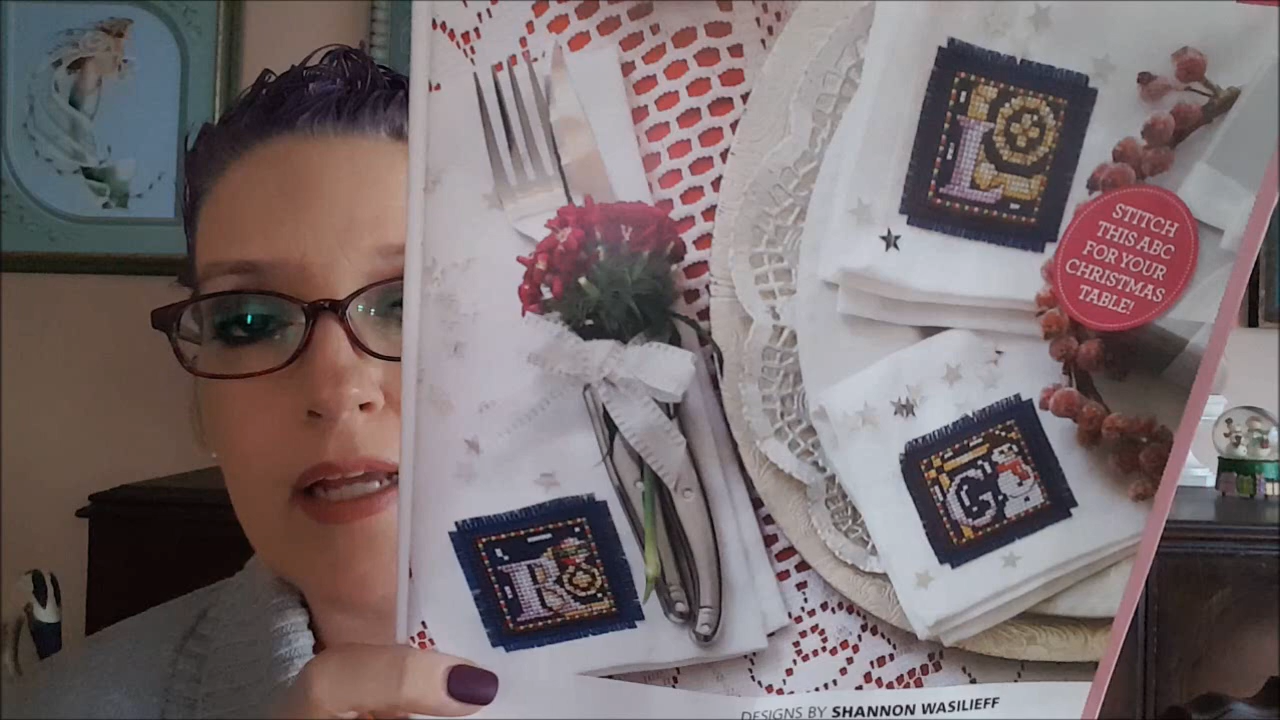 L
STITCH
THIS ABC
FOR YOUR
CHRISTMAS
TABLE!
G
R
DESIGNS BY SHANNON WASILIEFF